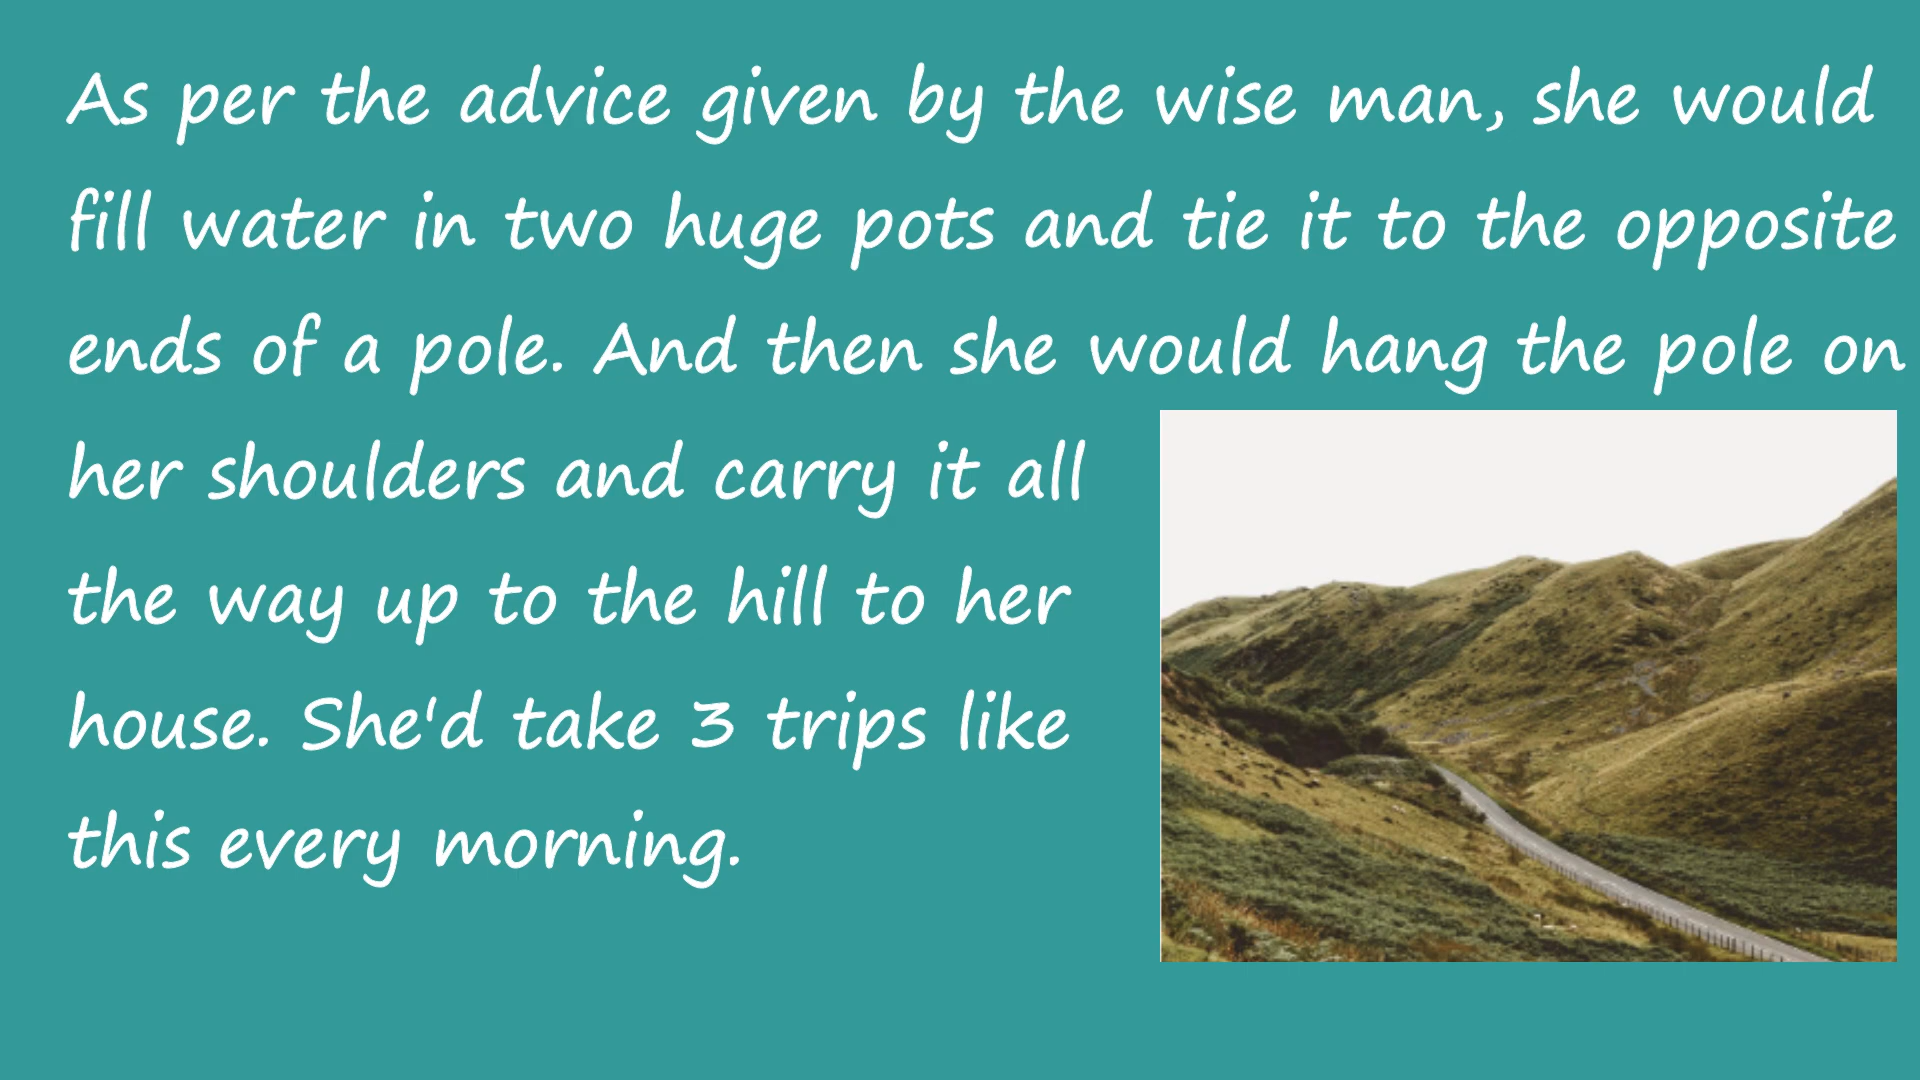 As per the advice given by the wise man, she would
fill water in two huge pots and tie it to the opposite
ends of a pole. And then she would hang the pole on
her shoulders and carry it all
the way up to the hill to her
house. She'd take 3 trips like
this every morning.